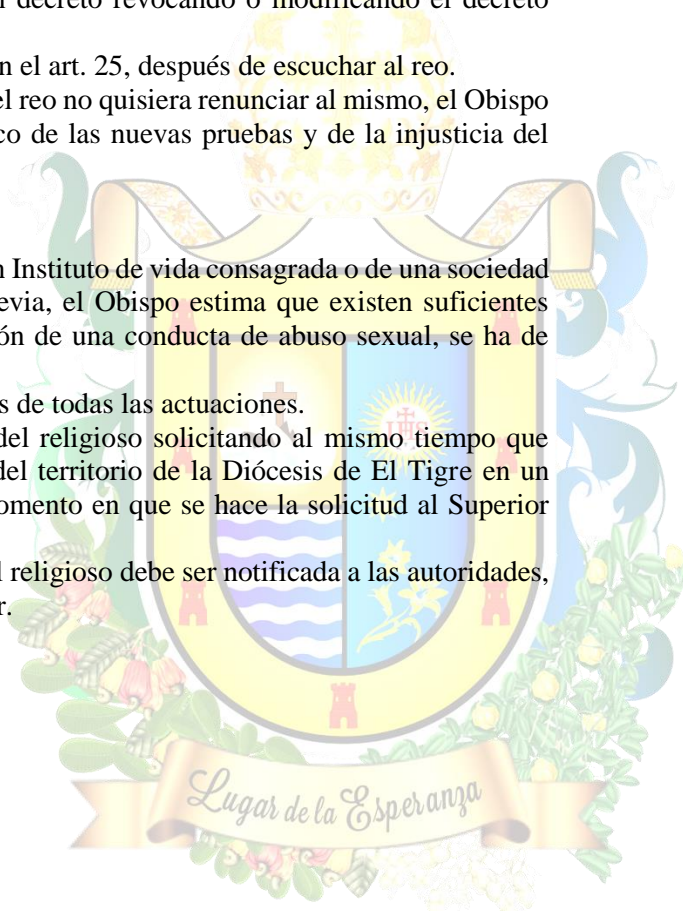 decreto revocando o modificando el decreto
n el art. 25, después de escuchar al reo.
el reo no quisiera renunciar al mismo, el Obispo
co de las nuevas pruebas y de la injusticia del
n Instituto de vida consagrada o de una sociedad
evia, el Obispo estima que existen suficientes
ón de una conducta de abuso sexual, se ha de
s de todas las actuaciones.
del religioso solicitando al mismo tiempo que
del territorio de la Diócesis de El Tigre en un
omento en que se hace la solicitud al Superior
l religioso debe ser notificada a las autoridades,
r.
IHS
Lugar de la Esperanza